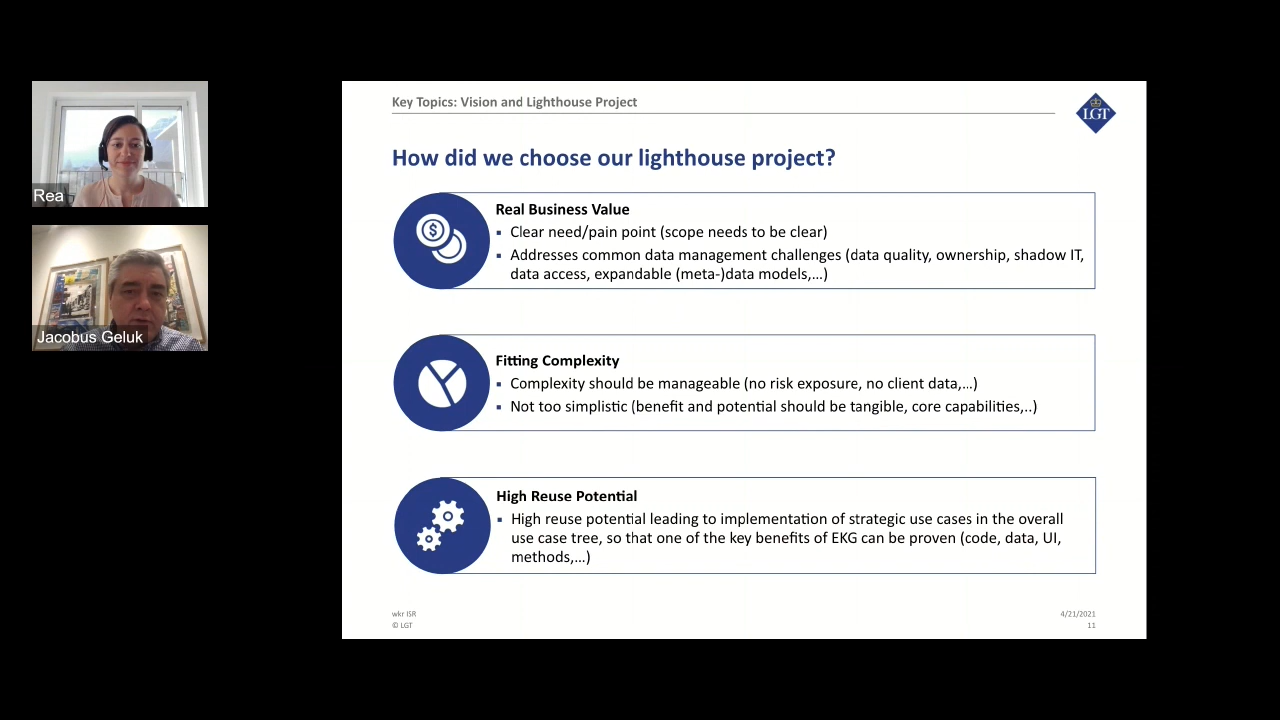 Rea
Jacobus Geluk
Key Topics: Vision and Lighthouse Project
LGT
How did we choose our lighthouse project?
$
Real Business Value
▪ Clear need/pain point (scope needs to be clear)
▪ Addresses common data management challenges (data quality, ownership, shadow IT,
data access, expandable (meta-)data models,...)
Fitting Complexity
▪ Complexity should be manageable (no risk exposure, no client data,...)
▪ Not too simplistic (benefit and potential should be tangible, core capabilities,..)
High Reuse Potential
▪ High reuse potential leading to implementation of strategic use cases in the overall
use case tree, so that one of the key benefits of EKG can be proven (code, data, UI,
methods,...)
wkr ISR
© LGT
4/21/2021
11